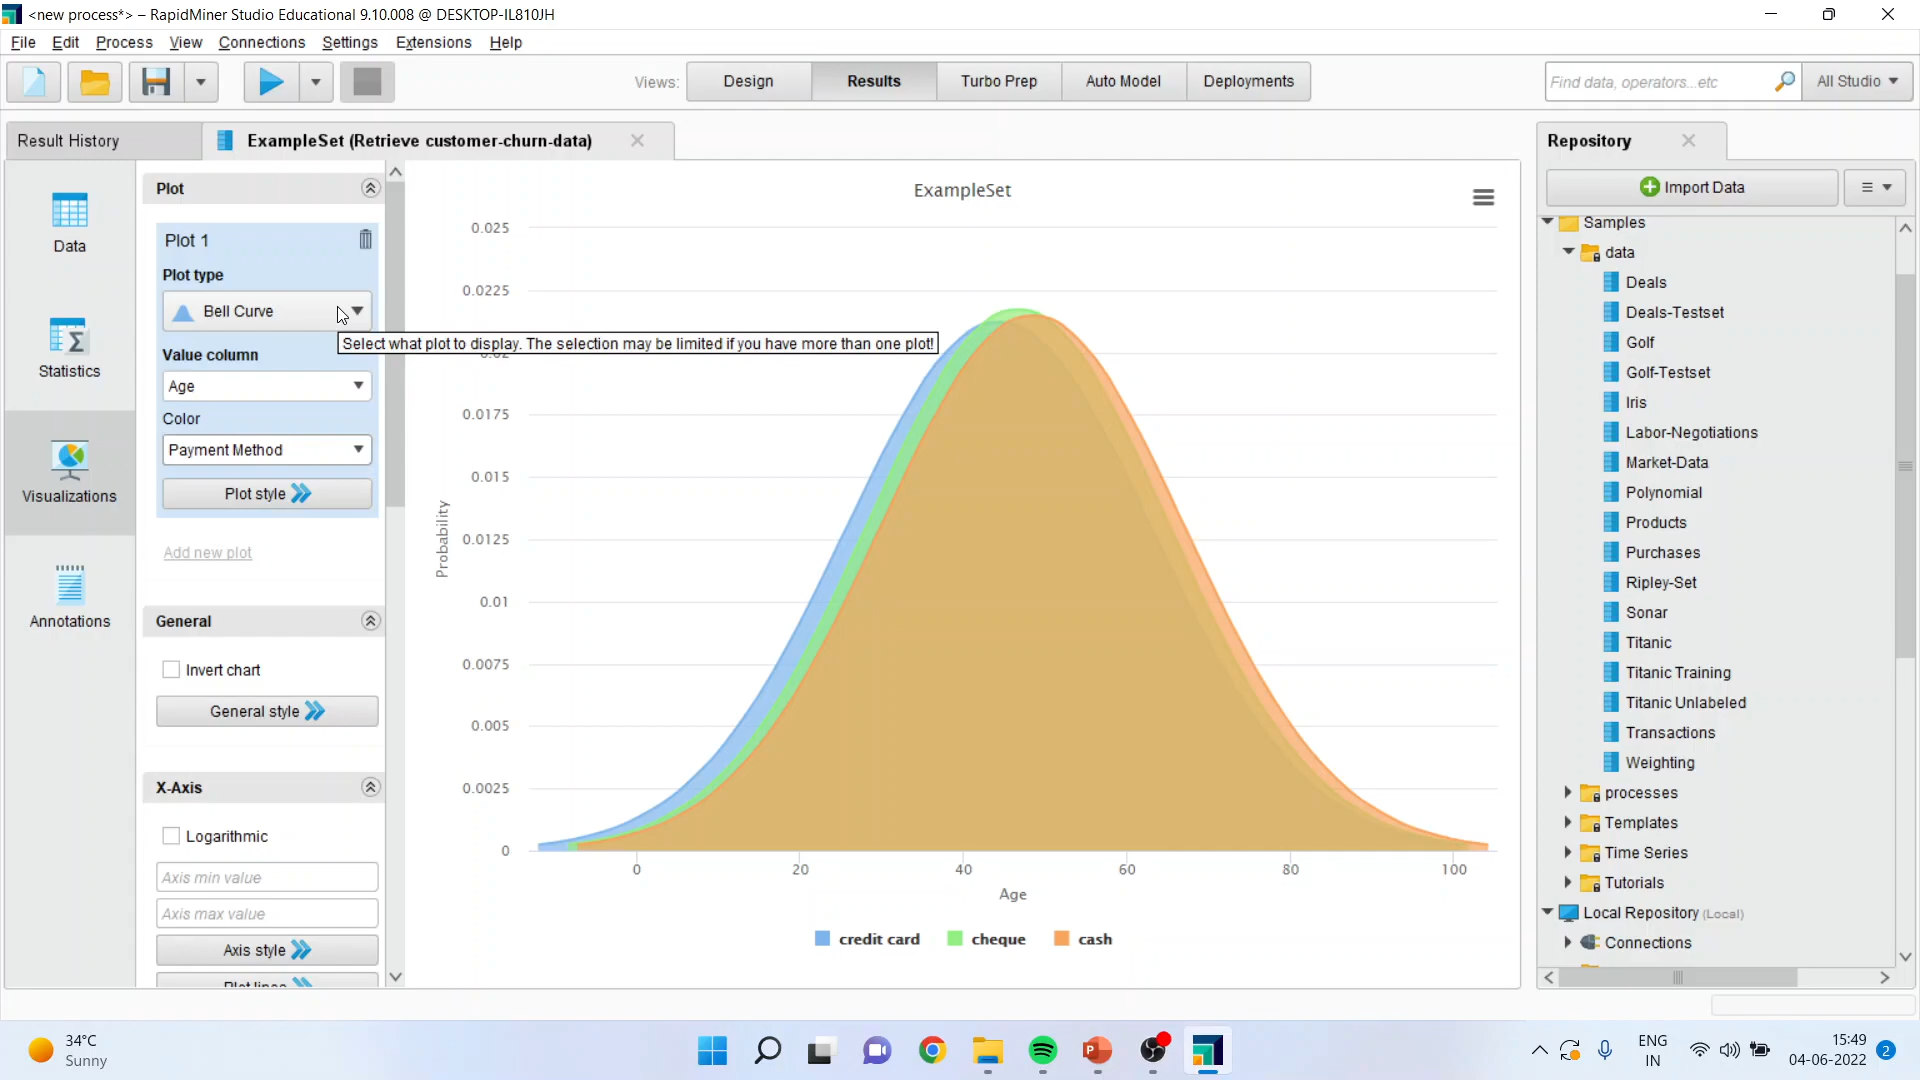 <new process*> – RapidMiner Studio Educational 9.10.008 @ DESKTOP-IL810JH
File Edit Process View Connections Settings Extensions Help
Views: Design Results Turbo Prep Auto Model Deployments
Find data, operators...etc
All Studio
Result History
ExampleSet (Retrieve customer-churn-data)
Repository
Data
Statistics
Visualizations
Annotations
Plot
Plot 1
Plot type
Bell Curve
Select what plot to display. The selection may be limited if you have more than one plot!
Value column
Age
Color
Payment Method
Plot style
Add new plot
General
Invert chart
General style
X-Axis
Logarithmic
Axis min value
Axis max value
Axis style
Plot lines
ExampleSet
0.025
0.0225
0.0175
0.015
0.0125
0.01
0.0075
0.005
0.0025
0
Probability
0 20 40 60 80 100
Age
credit card cheque cash
Import Data
Samples
data
Deals
Deals-Testset
Golf
Golf-Testset
Iris
Labor-Negotiations
Market-Data
Polynomial
Products
Purchases
Ripley-Set
Sonar
Titanic
Titanic Training
Titanic Unlabeled
Transactions
Weighting
processes
Templates
Time Series
Tutorials
Local Repository (Local)
Connections
34°C
Sunny
ENG
IN
15:49
04-06-2022
2